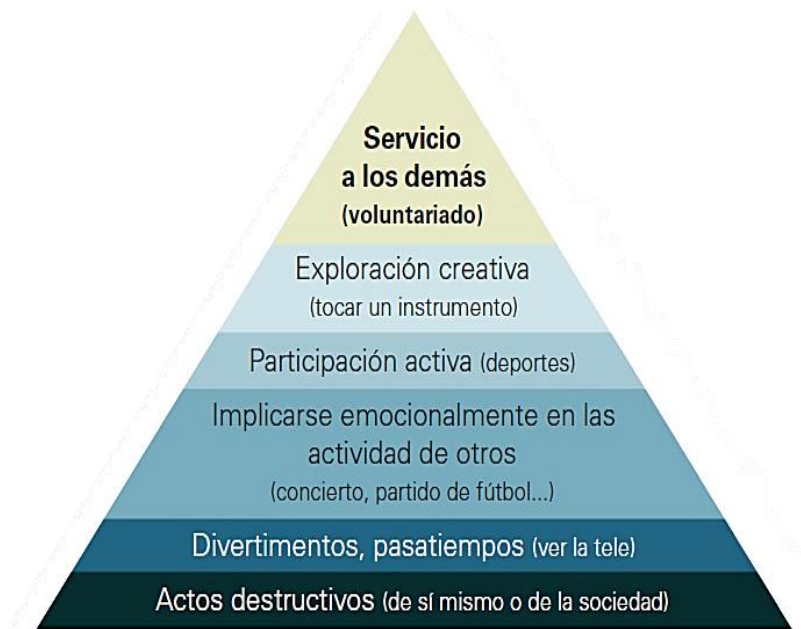 Servicio
a los demás
(voluntariado)
Exploración creativa
(tocar un instrumento)
Participación activa (deportes)
Implicarse emocionalmente en las
actividad de otros
(concierto, partido de fútbol...)
Divertimentos, pasatiempos (ver la tele)
Actos destructivos (de sí mismo o de la sociedad)